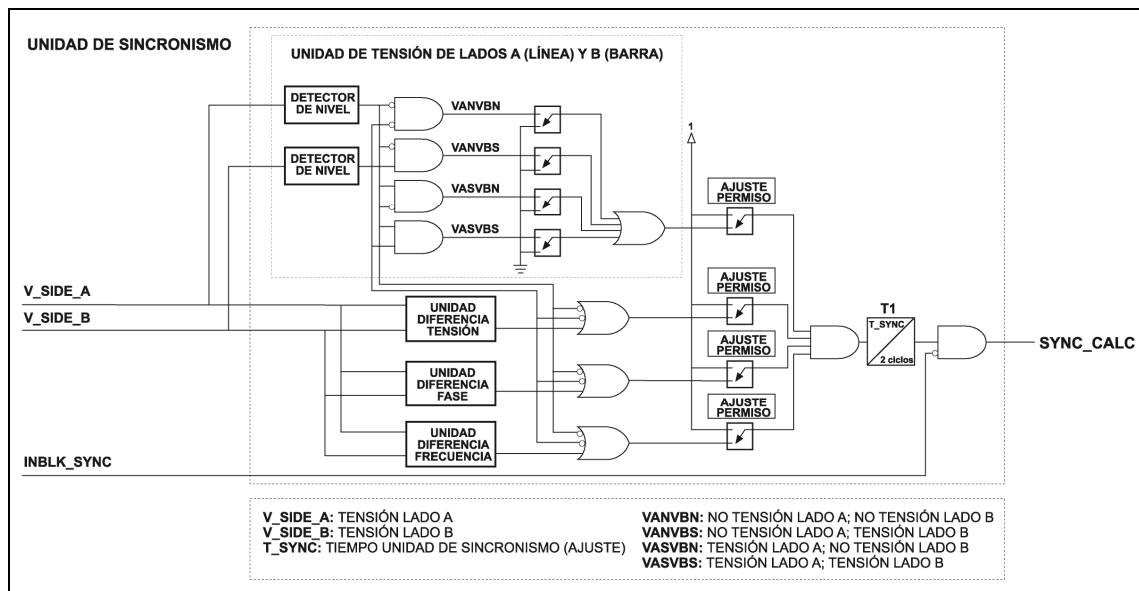 UNIDAD DE SINCRONISMO
UNIDAD DE TENSIÓN DE LADOS A (LÍNEA) Y B (BARRA)
DETECTOR
DE NIVEL
VANVBN
DETECTOR
DE NIVEL
VANVBS
VASVBN
VASVBS
1
AJUSTE
PERMISO
V_SIDE_A
V_SIDE_B
UNIDAD
DIFERENCIA
TENSIÓN
AJUSTE
PERMISO
UNIDAD
DIFERENCIA
FASE
AJUSTE
PERMISO
UNIDAD
DIFERENCIA
FRECUENCIA
AJUSTE
PERMISO
T1
T_SYNC
2 ciclos
SYNC_CALC
INBLK_SYNC
V_SIDE_A: TENSIÓN LADO A
V_SIDE_B: TENSIÓN LADO B
T_SYNC: TIEMPO UNIDAD DE SINCRONISMO (AJUSTE)
VANVBN: NO TENSIÓN LADO A; NO TENSIÓN LADO B
VANVBS: NO TENSIÓN LADO A; TENSIÓN LADO B
VASVBN: TENSIÓN LADO A; NO TENSIÓN LADO B
VASVBS: TENSIÓN LADO A; TENSIÓN LADO B